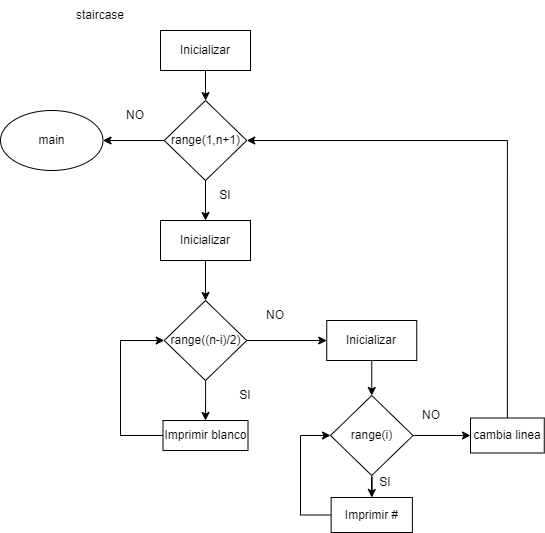 staircase
Inicializar
NO
main
range(1,n+1)
SI
Inicializar
NO
range((n-i)/2)
Inicializar
SI
NO
Imprimir blanco
range(i)
cambia linea
SI
Imprimir #